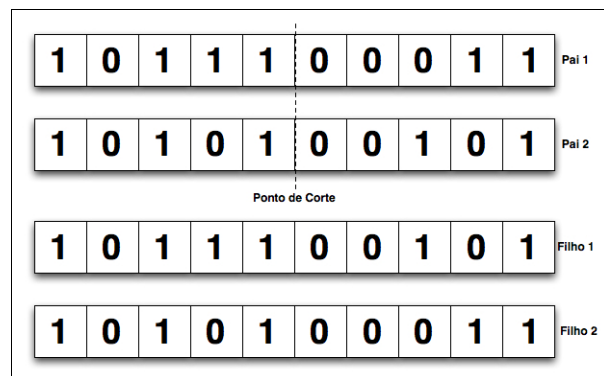 1 0 1 1 1 0 0 0 1 1 Pai 1
1 0 1 0 1 0 0 1 0 1 Pai 2
Ponto de Corte
1 0 1 1 1 0 0 1 0 1 Filho 1
1 0 1 0 1 0 0 0 1 1 Filho 2